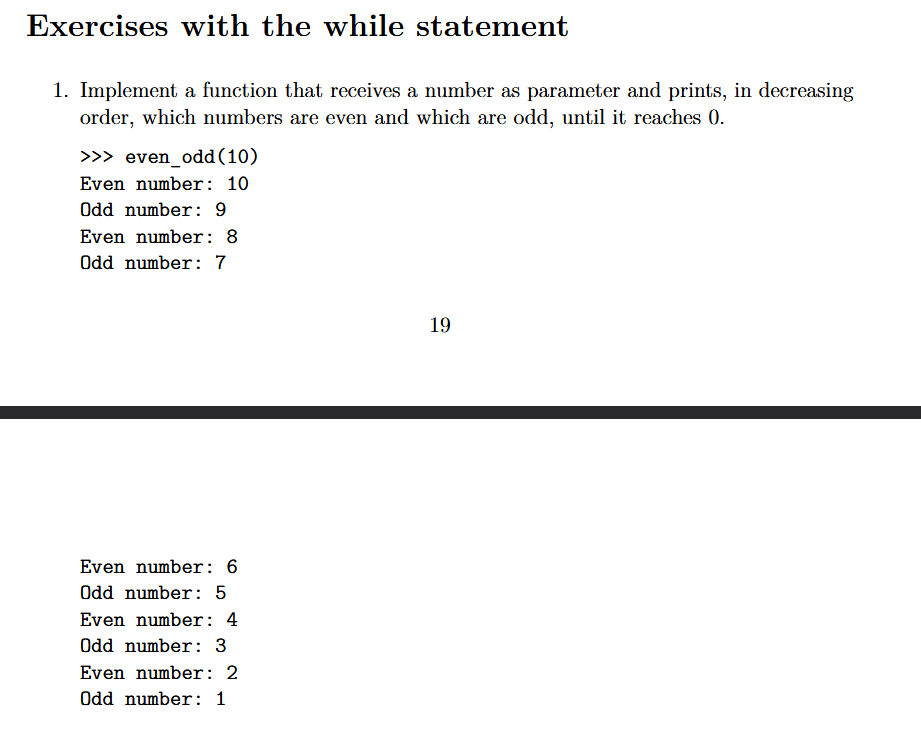 Exercises with the while statement
1. Implement a function that receives a number as parameter and prints, in decreasing
order, which numbers are even and which are odd, until it reaches 0.
>>> even_odd(10)
Even number: 10
Odd number: 9
Even number: 8
Odd number: 7
19
Even number: 6
Odd number: 5
Even number: 4
Odd number: 3
Even number: 2
Odd number: 1